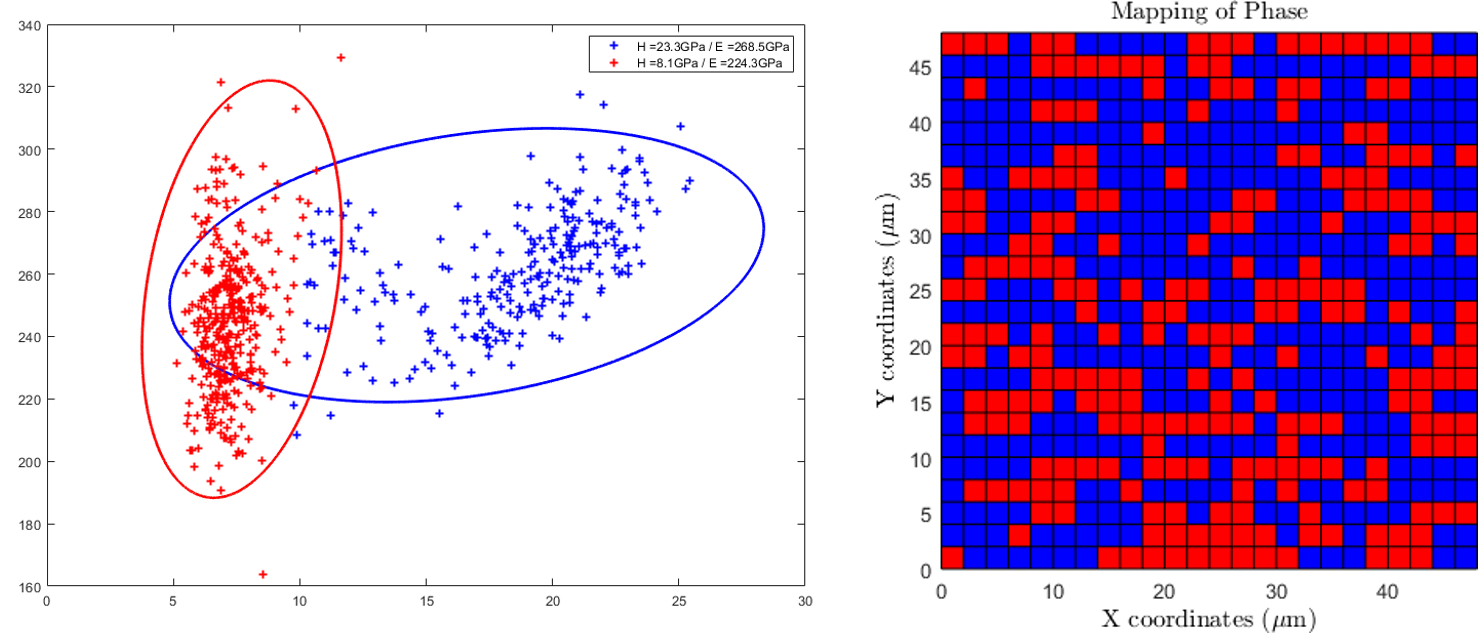 340
320
300
280
260
240
220
200
180
160
0 5 10 15 20 25 30
H =23.3GPa / E =268.5GPa
H =8.1GPa / E =224.3GPa
Mapping of Phase
45
40
35
30
25
20
15
10
5
0
Y coordinates (μm)
0 10 20 30 40
X coordinates (μm)